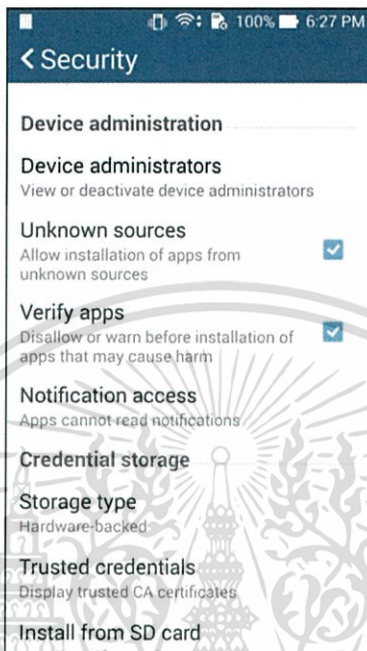 100% 6:27 PM
Security
Device administration
Device administrators
View or deactivate device administrators
Unknown sources
Allow installation of apps from
unknown sources
Verify apps
Disallow or warn before installation of
apps that may cause harm
Notification access
Apps cannot read notifications
Credential storage
Storage type
Hardware-backed
Trusted credentials
Display trusted CA certificates
Install from SD card